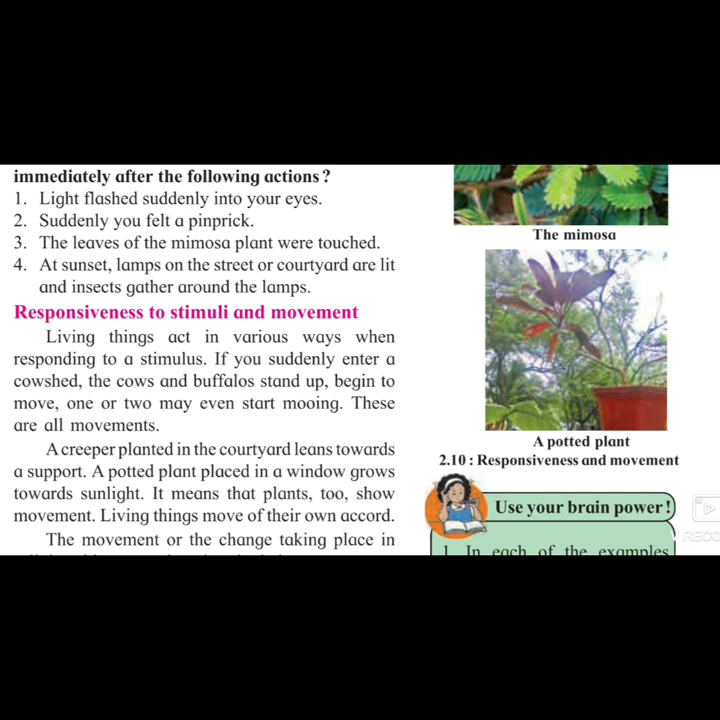 immediately after the following actions ?
1. Light flashed suddenly into your eyes.
2. Suddenly you felt a pinprick.
3. The leaves of the mimosa plant were touched.
4. At sunset, lamps on the street or courtyard are lit
and insects gather around the lamps.
Responsiveness to stimuli and movement
Living things act in various ways when
responding to a stimulus. If you suddenly enter a
cowshed, the cows and buffalos stand up, begin to
move, one or two may even start mooing. These
are all movements.
A creeper planted in the courtyard leans towards
a support. A potted plant placed in a window grows
towards sunlight. It means that plants, too, show
movement. Living things move of their own accord.
The movement or the change taking place in
The mimosa
A potted plant
2.10 : Responsiveness and movement
Use your brain power !
1. In each of the examples